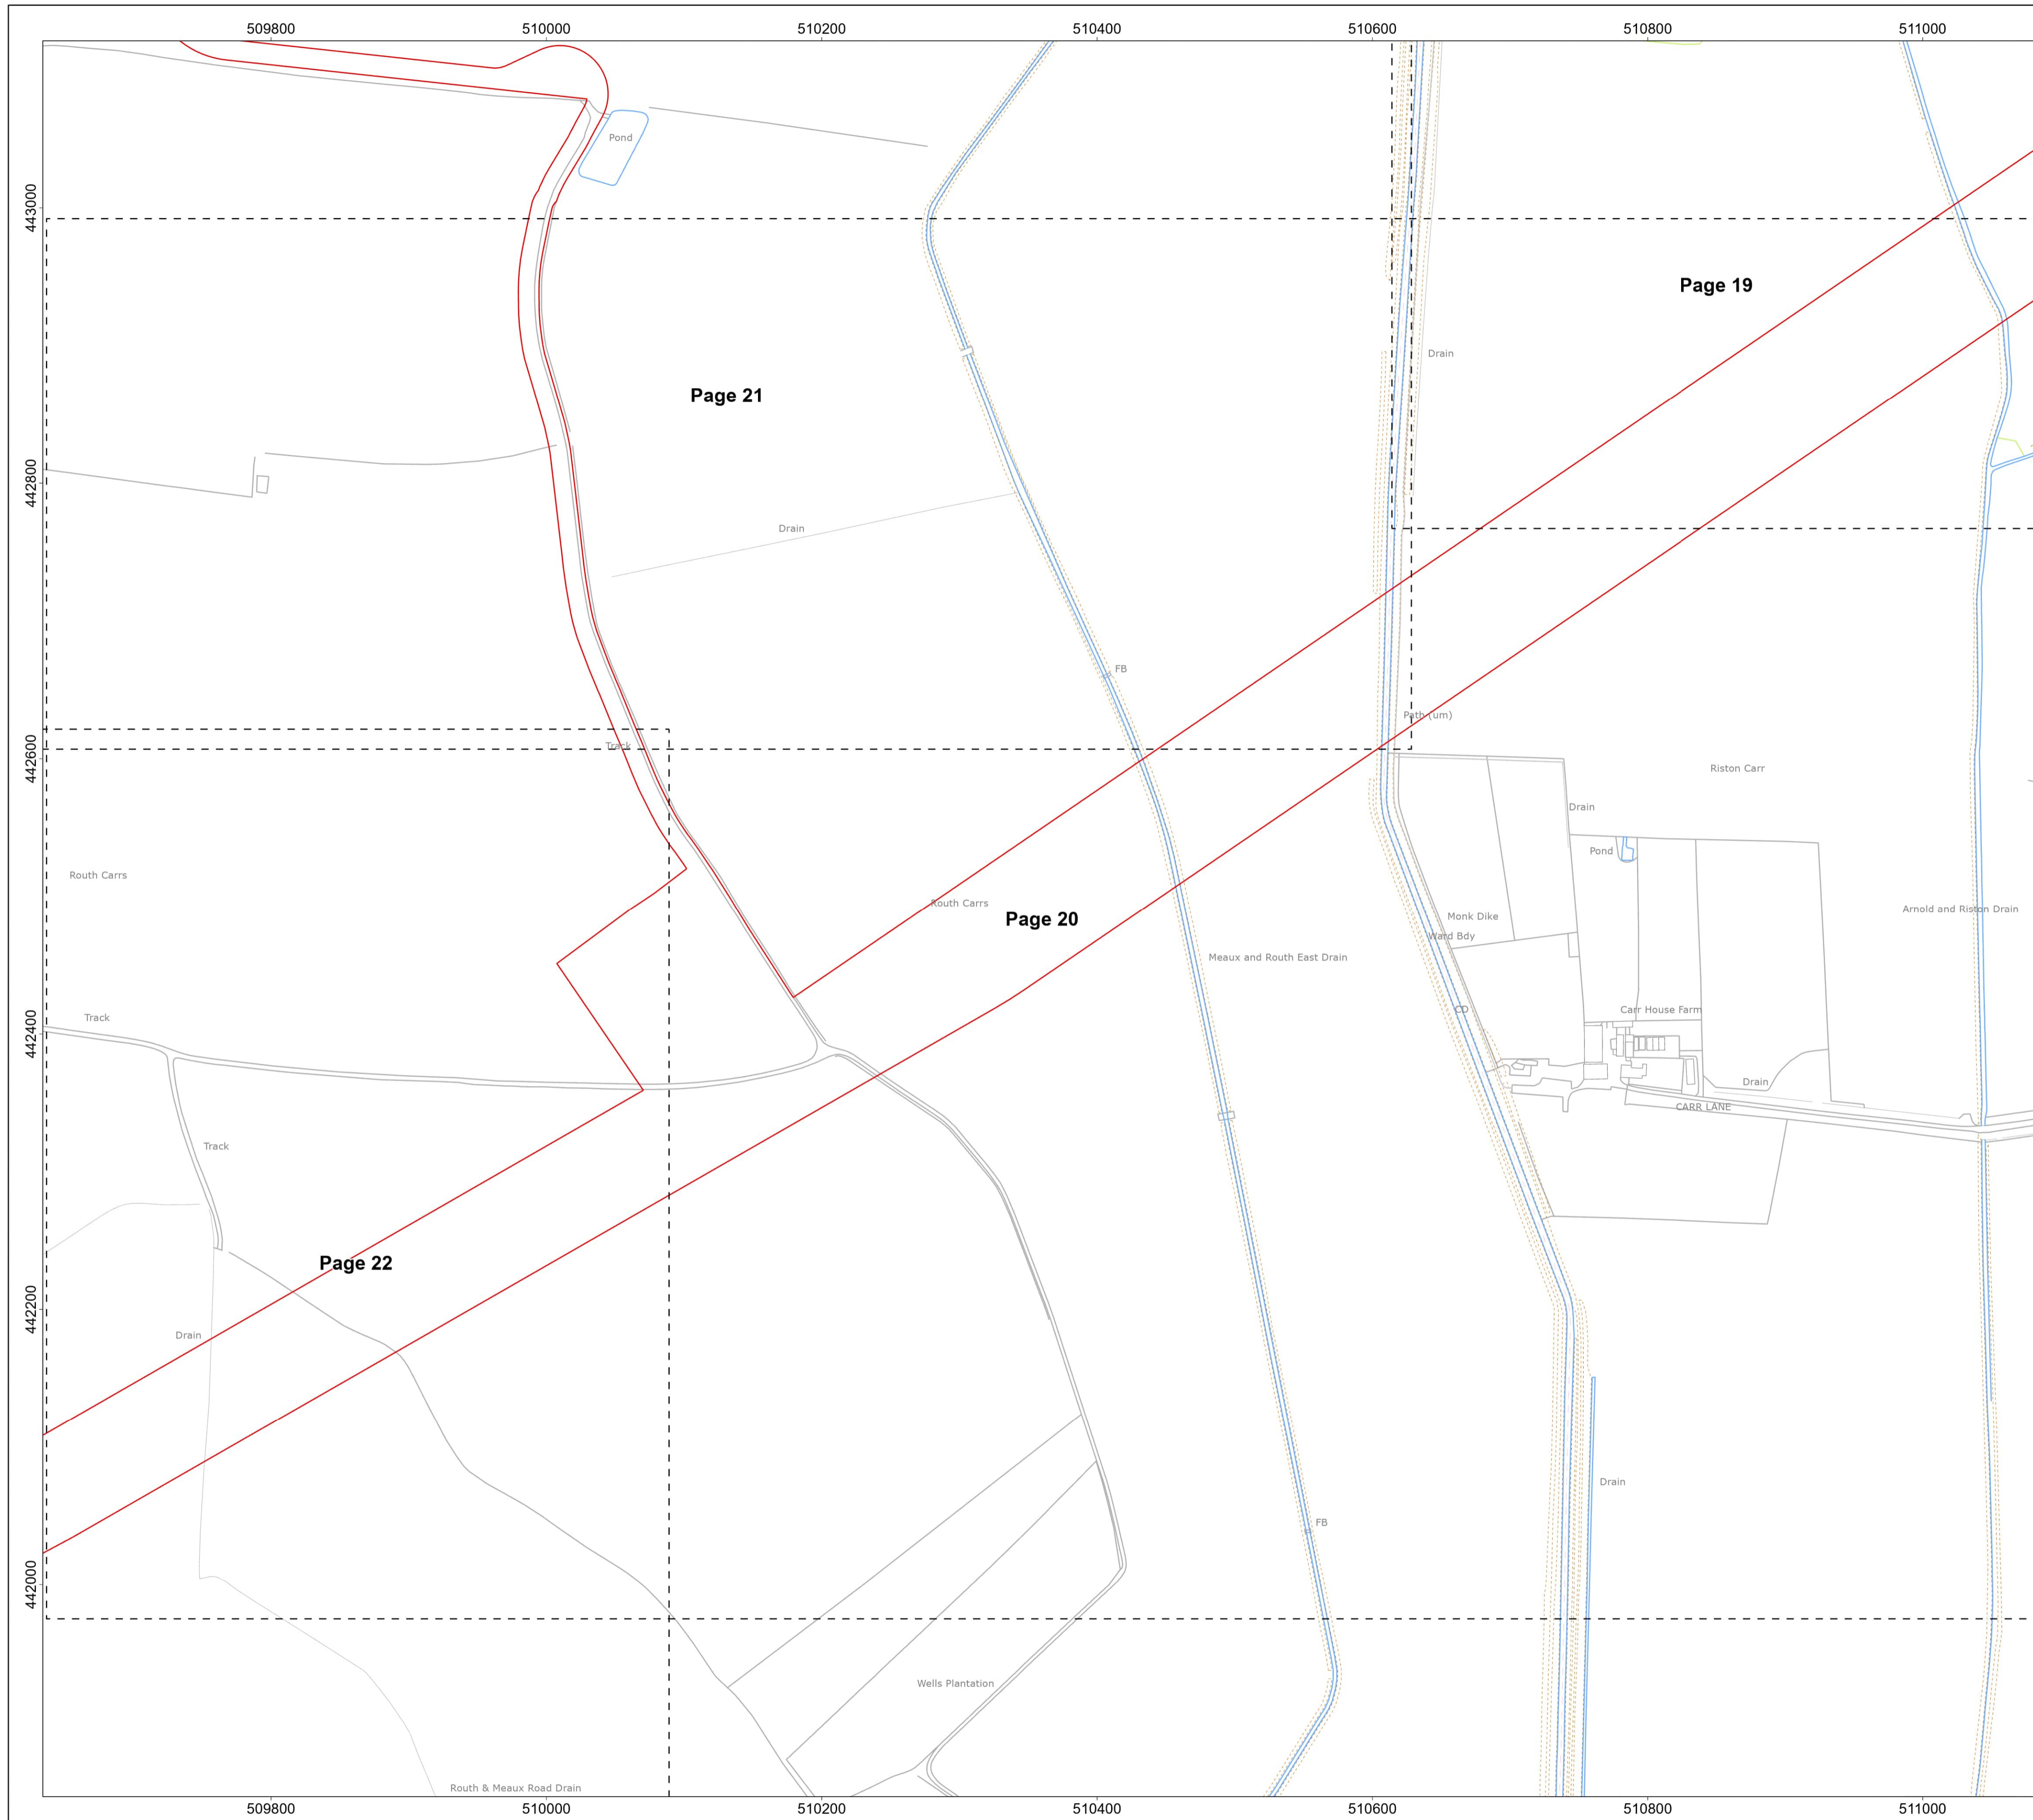 509800 510000 510200 510400 510600 510800 511000
443000
Pond
Page 19
Drain
Page 21
442800
Drain
FB
Path (um)
Track
442600
Riston Carr
Drain
Pond
Routh Carrs
Routh Carrs
Page 20
Monk Dike
Arnold and Riston Drain
Ward Bdy
Meaux and Routh East Drain
442400
Track
CD
Carr House Farm
Drain
CARR LANE
Track
Page 22
442200
Drain
Drain
FB
442000
Wells Plantation
Routh & Meaux Road Drain
509800 510000 510200 510400 510600 510800 511000